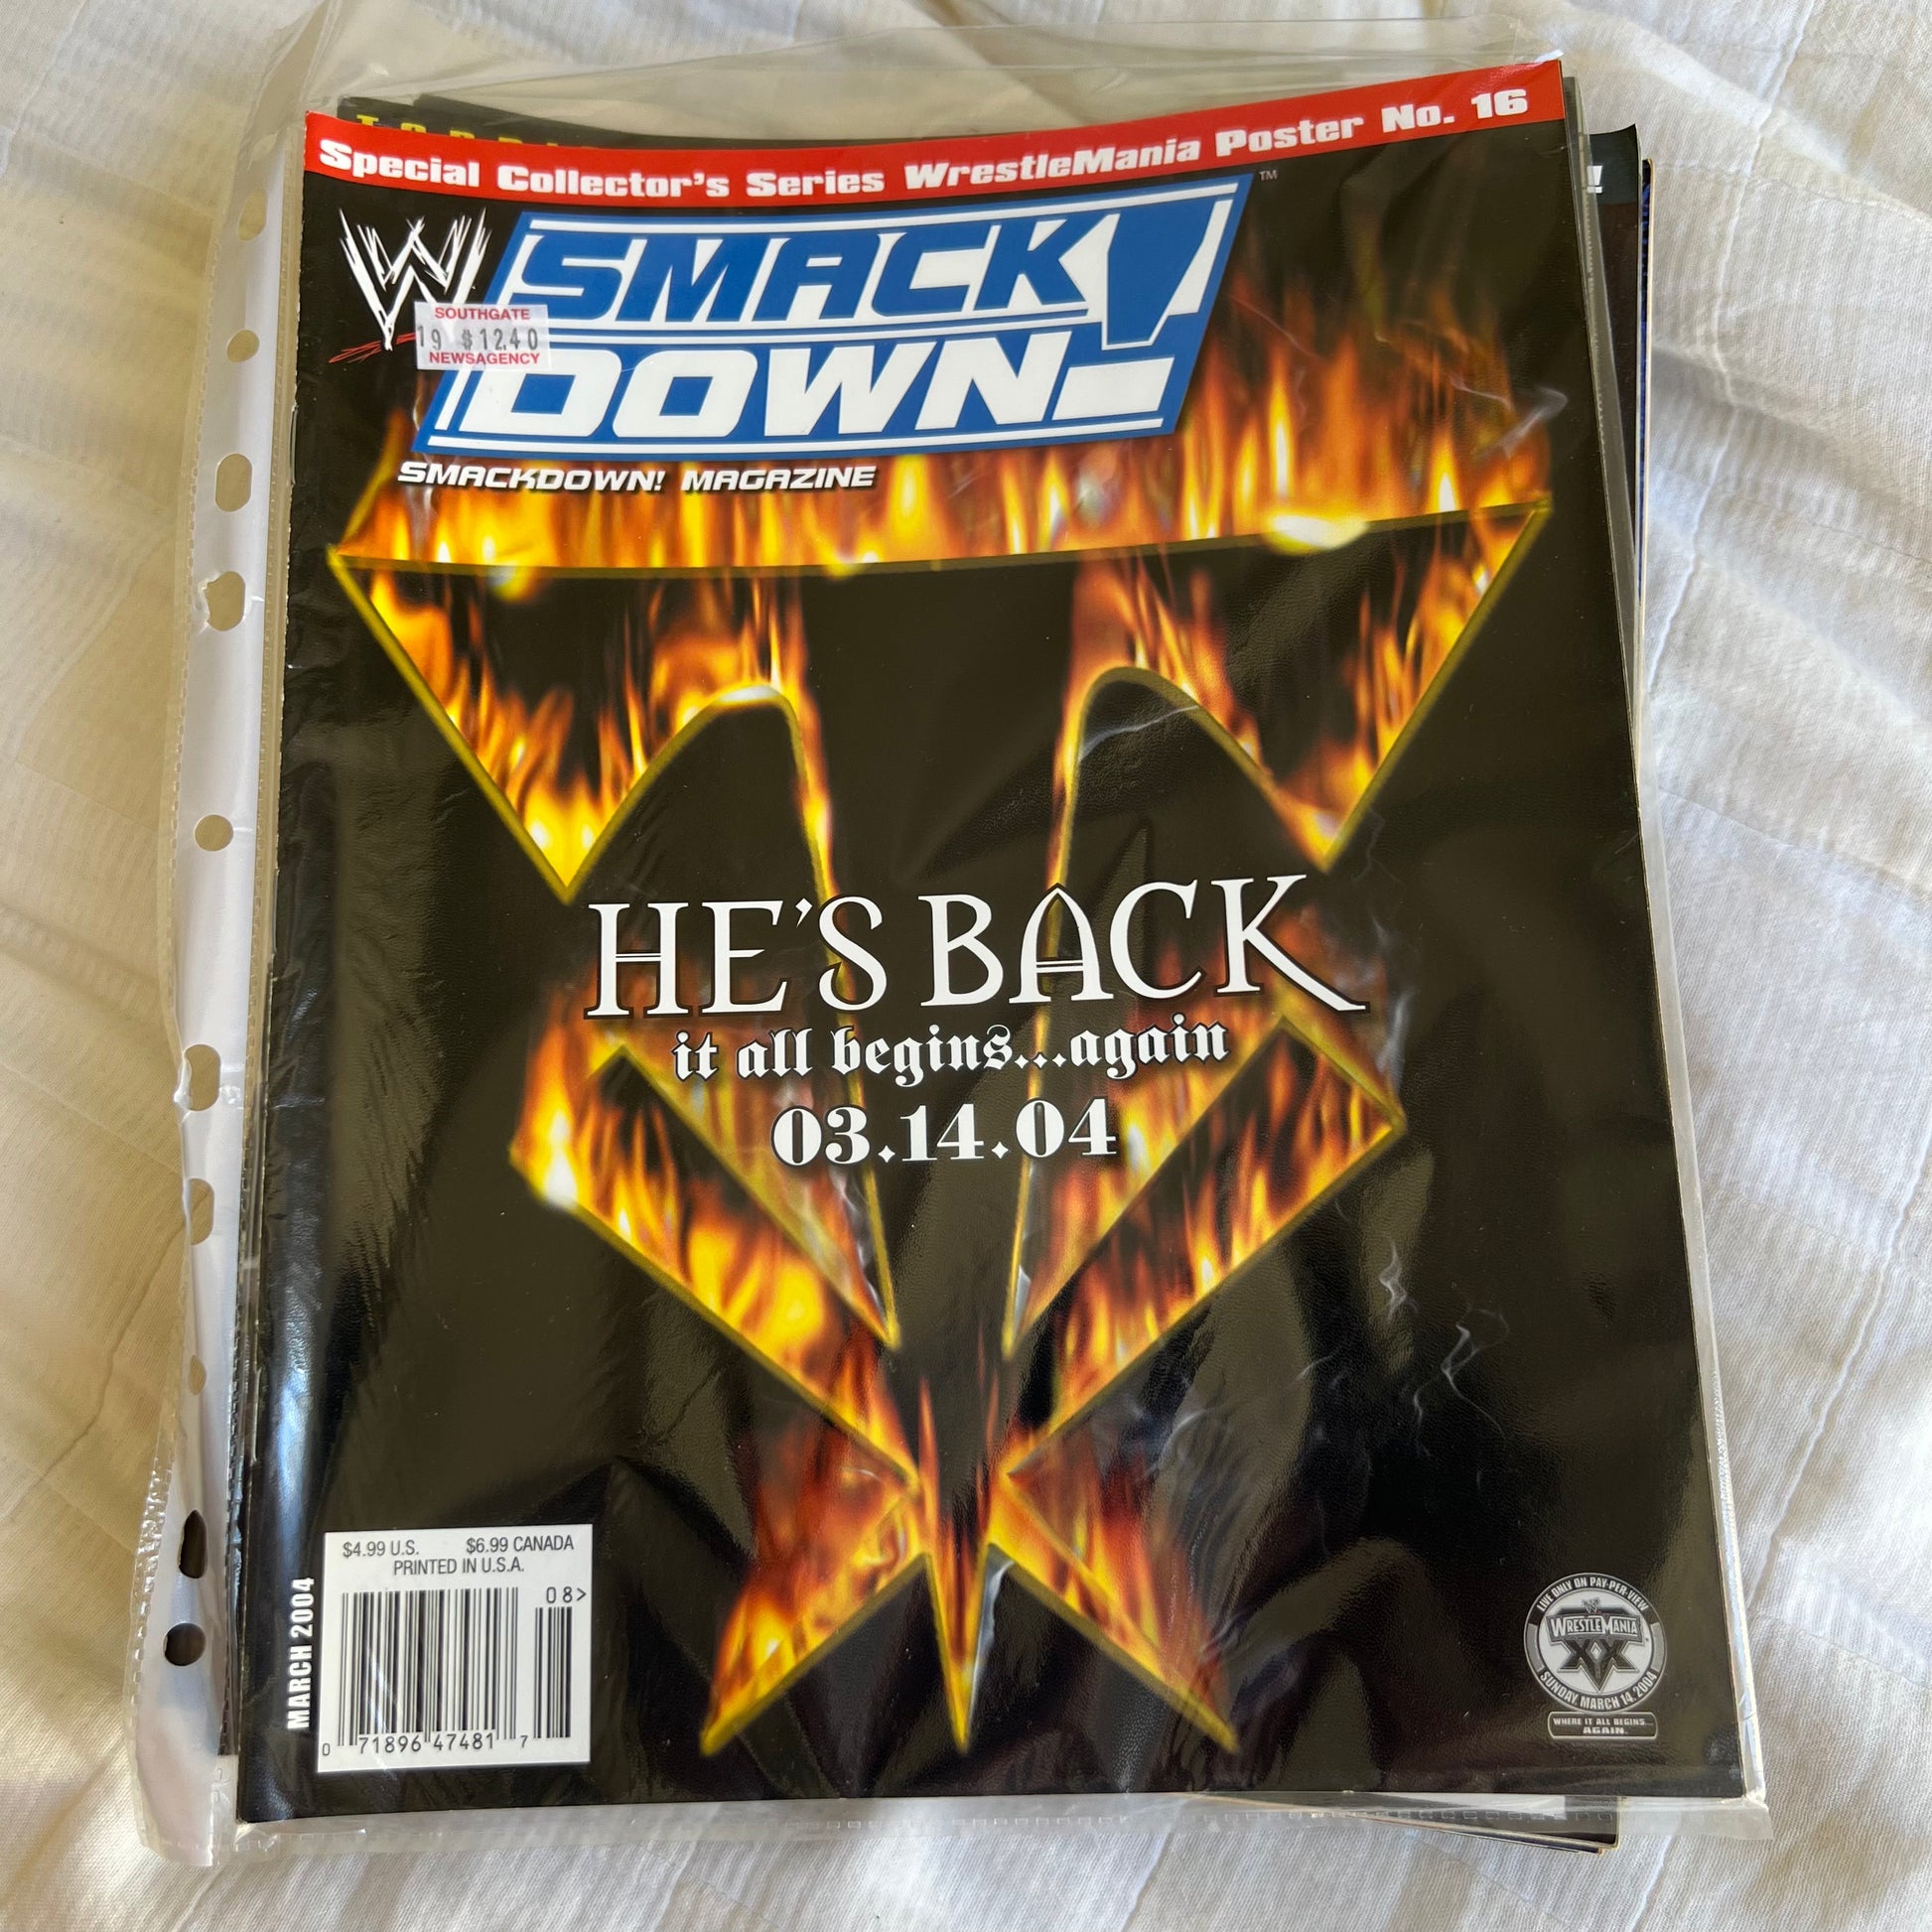 Special Collector's Series WrestleMania Poster No. 16
!
W
SMACK
DOWN!
™
SOUTHGATE
19 $12.40
NEWSAGENCY
SMACKDOWN! MAGAZINE
HE'S BACK
it all begins...again
03.14.04
$4.99 U.S. $6.99 CANADA
PRINTED IN U.S.A.
08>
0 71896 47481 7
MARCH 2004
LIVE ONLY ON PAY-PER-VIEW
WRESTLEMANIA
XX
SUNDAY, MARCH 14, 2004
WHERE IT ALL BEGINS...
AGAIN.